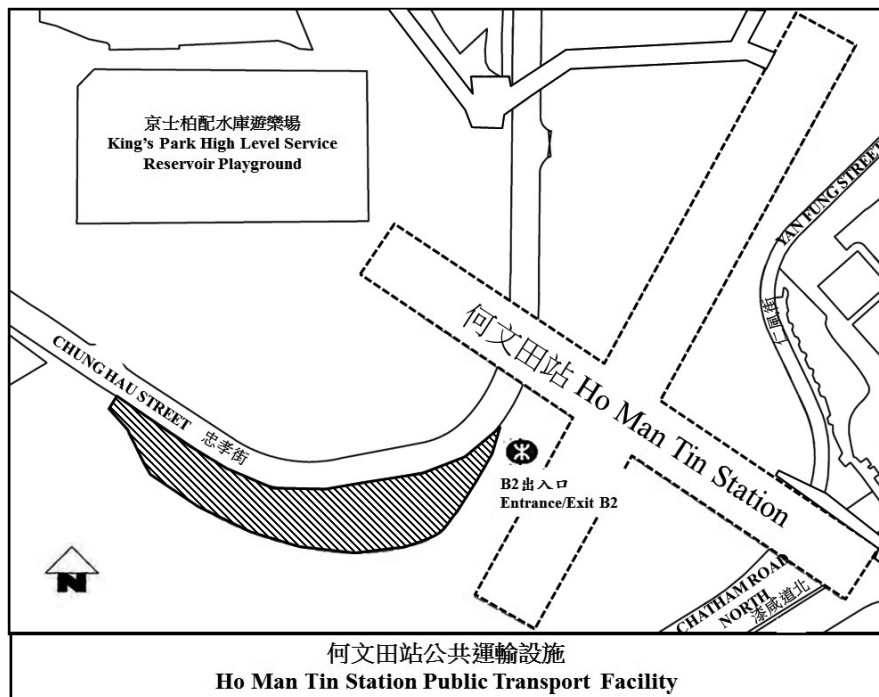 京士柏配水庫遊樂場
King's Park High Level Service
Reservoir Playground
YAN FUNG STREET
仁風街
何文田站 Ho Man Tin Station
CHUNG HAU STREET 忠孝街
B2出入口
Entrance/Exit B2
N
CHATHAM ROAD
NORTH
漆咸道北
何文田站公共運輸設施
Ho Man Tin Station Public Transport Facility